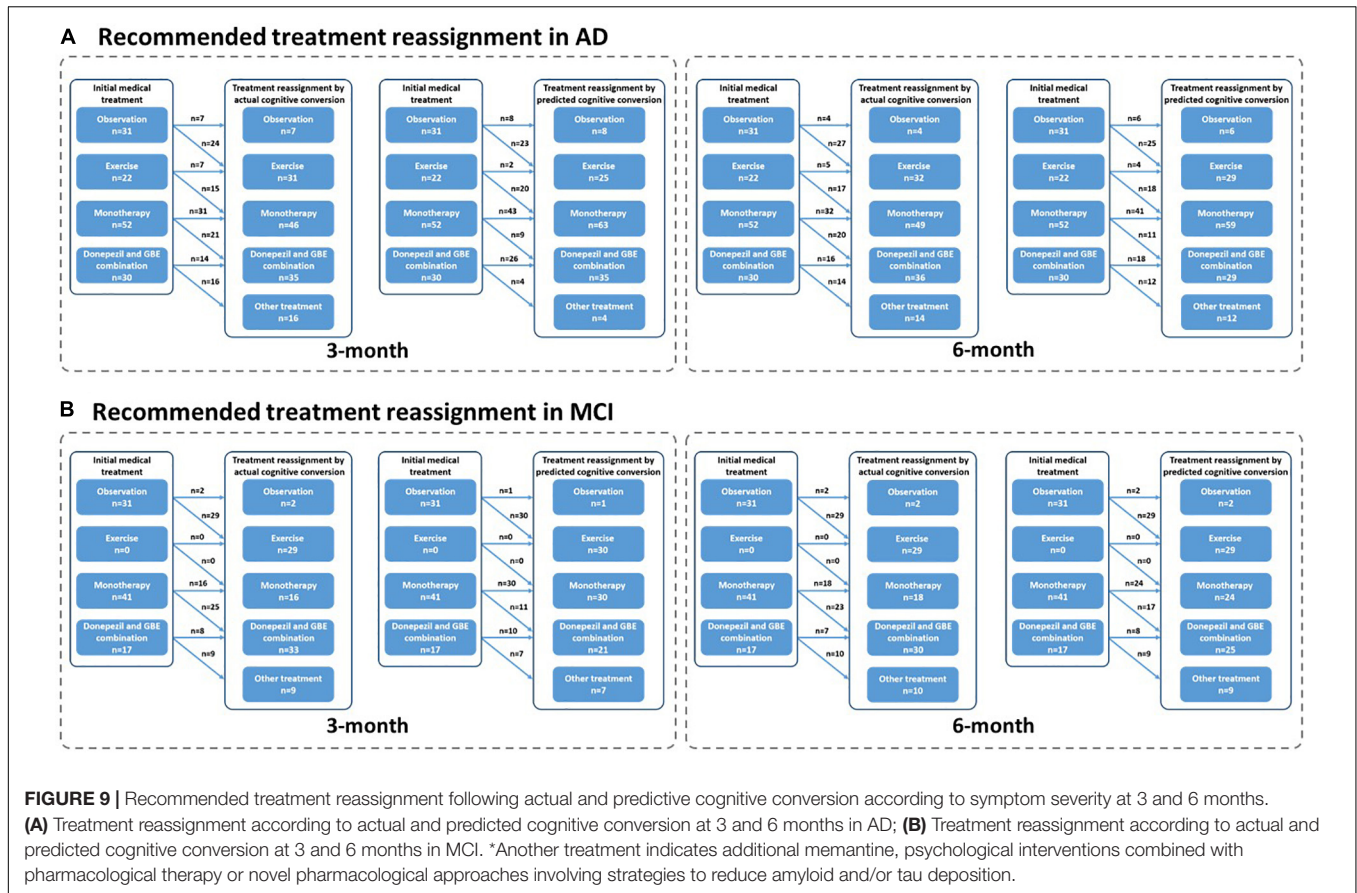 A Recommended treatment reassignment in AD
Initial medical
treatment
Observation
n=31
Exercise
n=22
Monotherapy
n=52
Donepezil and GBE
combination
n=30
n=7
n=24
n=7
n=15
n=31
n=21
n=14
n=16
Treatment reassignment by
actual cognitive conversion
Observation
n=7
Exercise
n=31
Monotherapy
n=46
Donepezil and GBE
combination
n=35
Other treatment
n=16
Initial medical
treatment
Observation
n=31
Exercise
n=22
Monotherapy
n=52
Donepezil and GBE
combination
n=30
n=8
n=23
n=2
n=20
n=43
n=9
n=26
n=4
Treatment reassignment by
predicted cognitive conversion
Observation
n=8
Exercise
n=25
Monotherapy
n=63
Donepezil and GBE
combination
n=35
Other treatment
n=4
3-month
Initial medical
treatment
Observation
n=31
Exercise
n=22
Monotherapy
n=52
Donepezil and GBE
combination
n=30
n=4
n=27
n=5
n=17
n=32
n=20
n=16
n=14
Treatment reassignment by
actual cognitive conversion
Observation
n=4
Exercise
n=32
Monotherapy
n=49
Donepezil and GBE
combination
n=36
Other treatment
n=14
Initial medical
treatment
Observation
n=31
Exercise
n=22
Monotherapy
n=52
Donepezil and GBE
combination
n=30
n=6
n=25
n=4
n=18
n=41
n=11
n=18
n=12
Treatment reassignment by
predicted cognitive conversion
Observation
n=6
Exercise
n=29
Monotherapy
n=59
Donepezil and GBE
combination
n=29
Other treatment
n=12
6-month
B Recommended treatment reassignment in MCI
Initial medical
treatment
Observation
n=31
Exercise
n=0
Monotherapy
n=41
Donepezil and GBE
combination
n=17
n=2
n=29
n=0
n=0
n=16
n=25
n=8
n=9
Treatment reassignment by
actual cognitive conversion
Observation
n=2
Exercise
n=29
Monotherapy
n=16
Donepezil and GBE
combination
n=33
Other treatment
n=9
Initial medical
treatment
Observation
n=31
Exercise
n=0
Monotherapy
n=41
Donepezil and GBE
combination
n=17
n=1
n=30
n=0
n=0
n=30
n=11
n=10
n=7
Treatment reassignment by
predicted cognitive conversion
Observation
n=1
Exercise
n=30
Monotherapy
n=30
Donepezil and GBE
combination
n=21
Other treatment
n=7
3-month
Initial medical
treatment
Observation
n=31
Exercise
n=0
Monotherapy
n=41
Donepezil and GBE
combination
n=17
n=2
n=29
n=0
n=0
n=18
n=23
n=7
n=10
Treatment reassignment by
actual cognitive conversion
Observation
n=2
Exercise
n=29
Monotherapy
n=18
Donepezil and GBE
combination
n=30
Other treatment
n=10
Initial medical
treatment
Observation
n=31
Exercise
n=0
Monotherapy
n=41
Donepezil and GBE
combination
n=17
n=2
n=29
n=0
n=0
n=24
n=17
n=8
n=9
Treatment reassignment by
predicted cognitive conversion
Observation
n=2
Exercise
n=29
Monotherapy
n=24
Donepezil and GBE
combination
n=25
Other treatment
n=9
6-month
FIGURE 9 | Recommended treatment reassignment following actual and predictive cognitive conversion according to symptom severity at 3 and 6 months.
(A) Treatment reassignment according to actual and predicted cognitive conversion at 3 and 6 months in AD; (B) Treatment reassignment according to actual and
predicted cognitive conversion at 3 and 6 months in MCI. *Another treatment indicates additional memantine, psychological interventions combined with
pharmacological therapy or novel pharmacological approaches involving strategies to reduce amyloid and/or tau deposition.